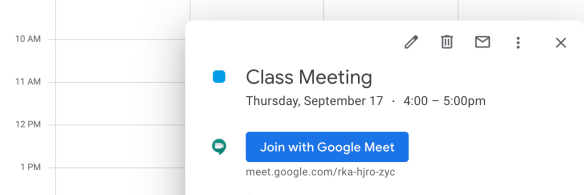 10 AM
11 AM
12 PM
1 PM
Class Meeting
Thursday, September 17 · 4:00 – 5:00pm
Join with Google Meet
meet.google.com/rka-hjro-zyc